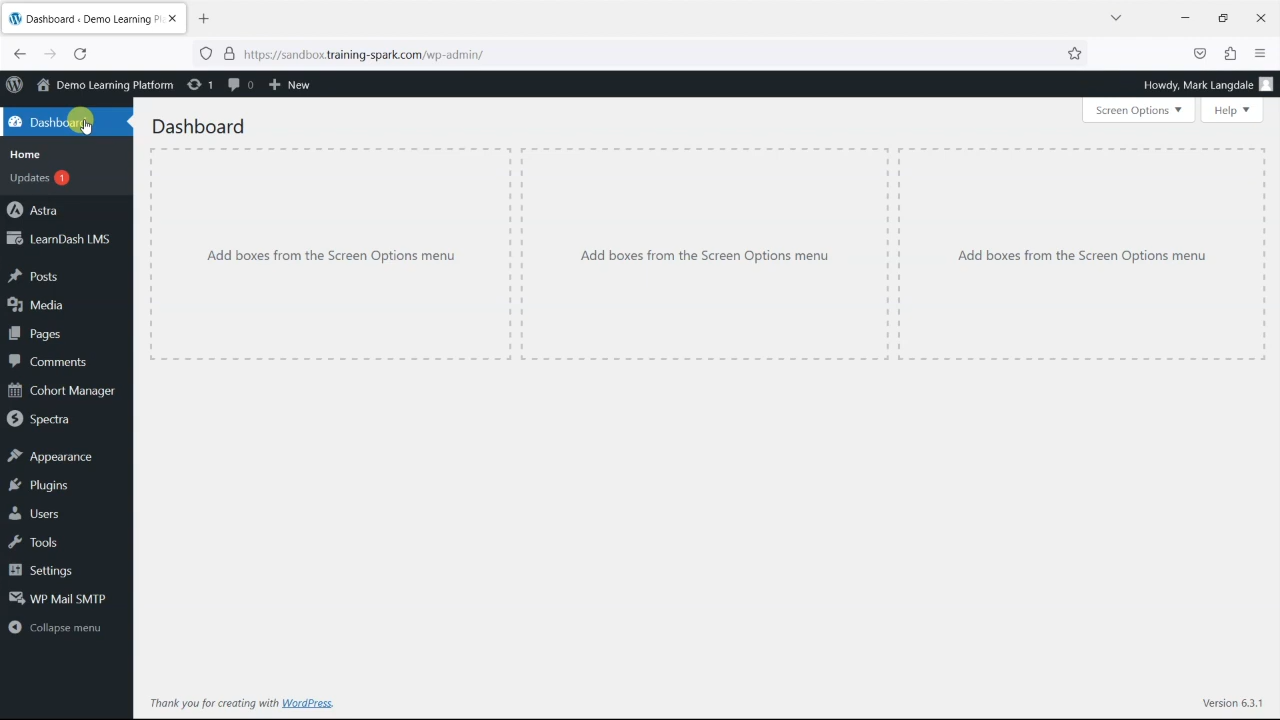 Dashboard ‹ Demo Learning Pl
https://sandbox.training-spark.com/wp-admin/
Demo Learning Platform 1 0 New
Howdy, Mark Langdale
Dashboard
Home
Updates 1
Astra
LearnDash LMS
Posts
Media
Pages
Comments
Cohort Manager
Spectra
Appearance
Plugins
Users
Tools
Settings
WP Mail SMTP
Collapse menu
Screen Options
Help
Dashboard
Add boxes from the Screen Options menu
Add boxes from the Screen Options menu
Add boxes from the Screen Options menu
Thank you for creating with WordPress.
Version 6.3.1